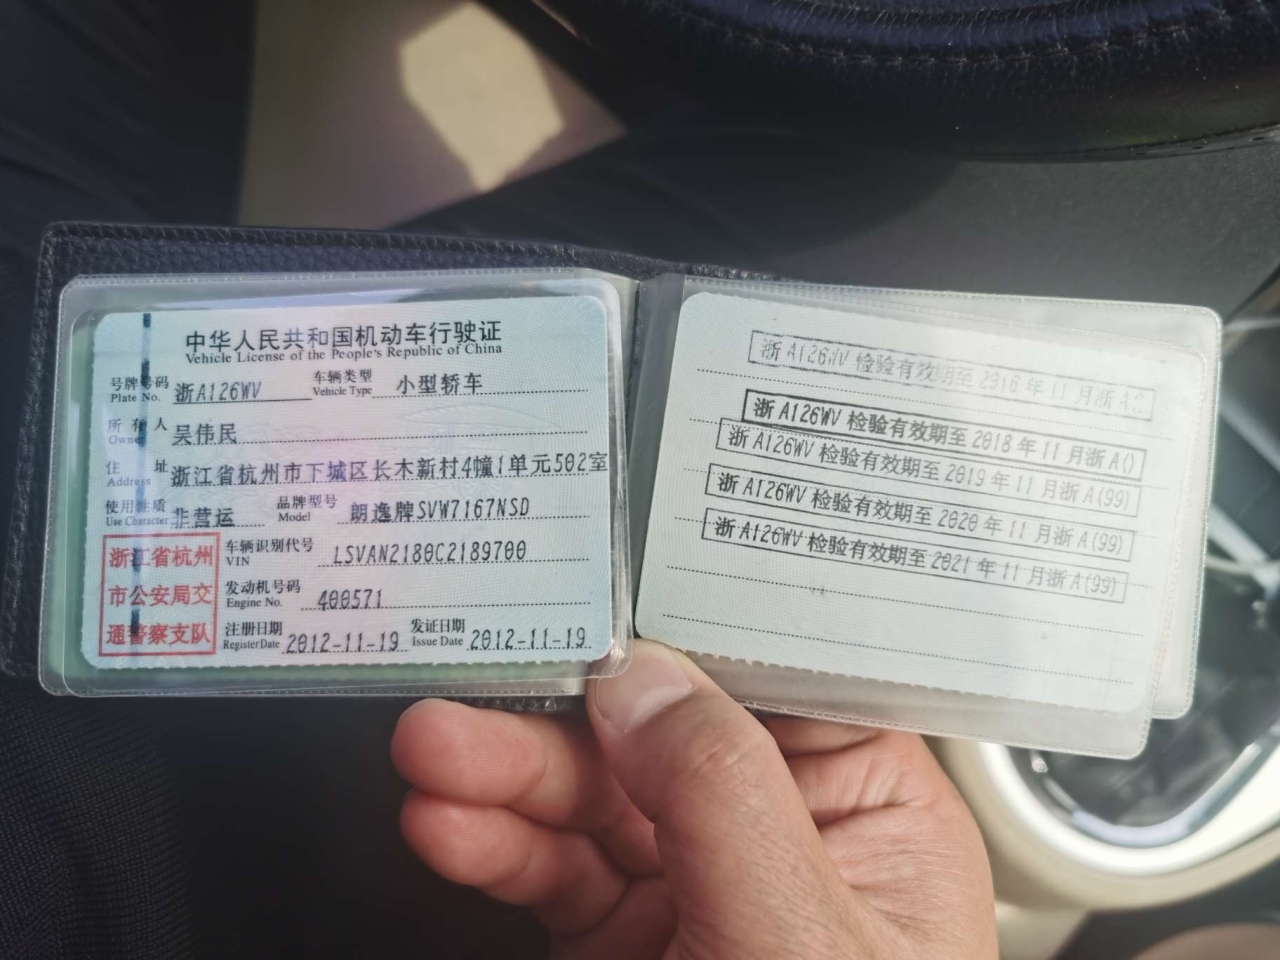 中华人民共和国机动车行驶证
Vehicle License of the People's Republic of China
号牌号码 浙A126WV 车辆类型 小型轿车
Plate No. Vehicle Type
所有人 吴伟民
Owner
住址 浙江省杭州市下城区长木新村4幢1单元502室
Address
使用性质 非营运 品牌型号 朗逸牌SVW7167NSD
Use Character Model
浙江省杭州
市公安局交
通警察支队
车辆识别代号 LSVAN2180C2189700
VIN
发动机号码 400571
Engine No.
注册日期 2012-11-19 发证日期 2012-11-19
Register Date Issue Date
浙A126WV 检验有效期至 2016 年 11 月浙A
浙A126WV 检验有效期至 2018 年 11 月浙A()
浙A126WV 检验有效期至 2019 年 11 月浙A(99)
浙A126WV 检验有效期至 2020 年 11 月浙A(99)
浙A126WV 检验有效期至 2021 年 11 月浙A(99)